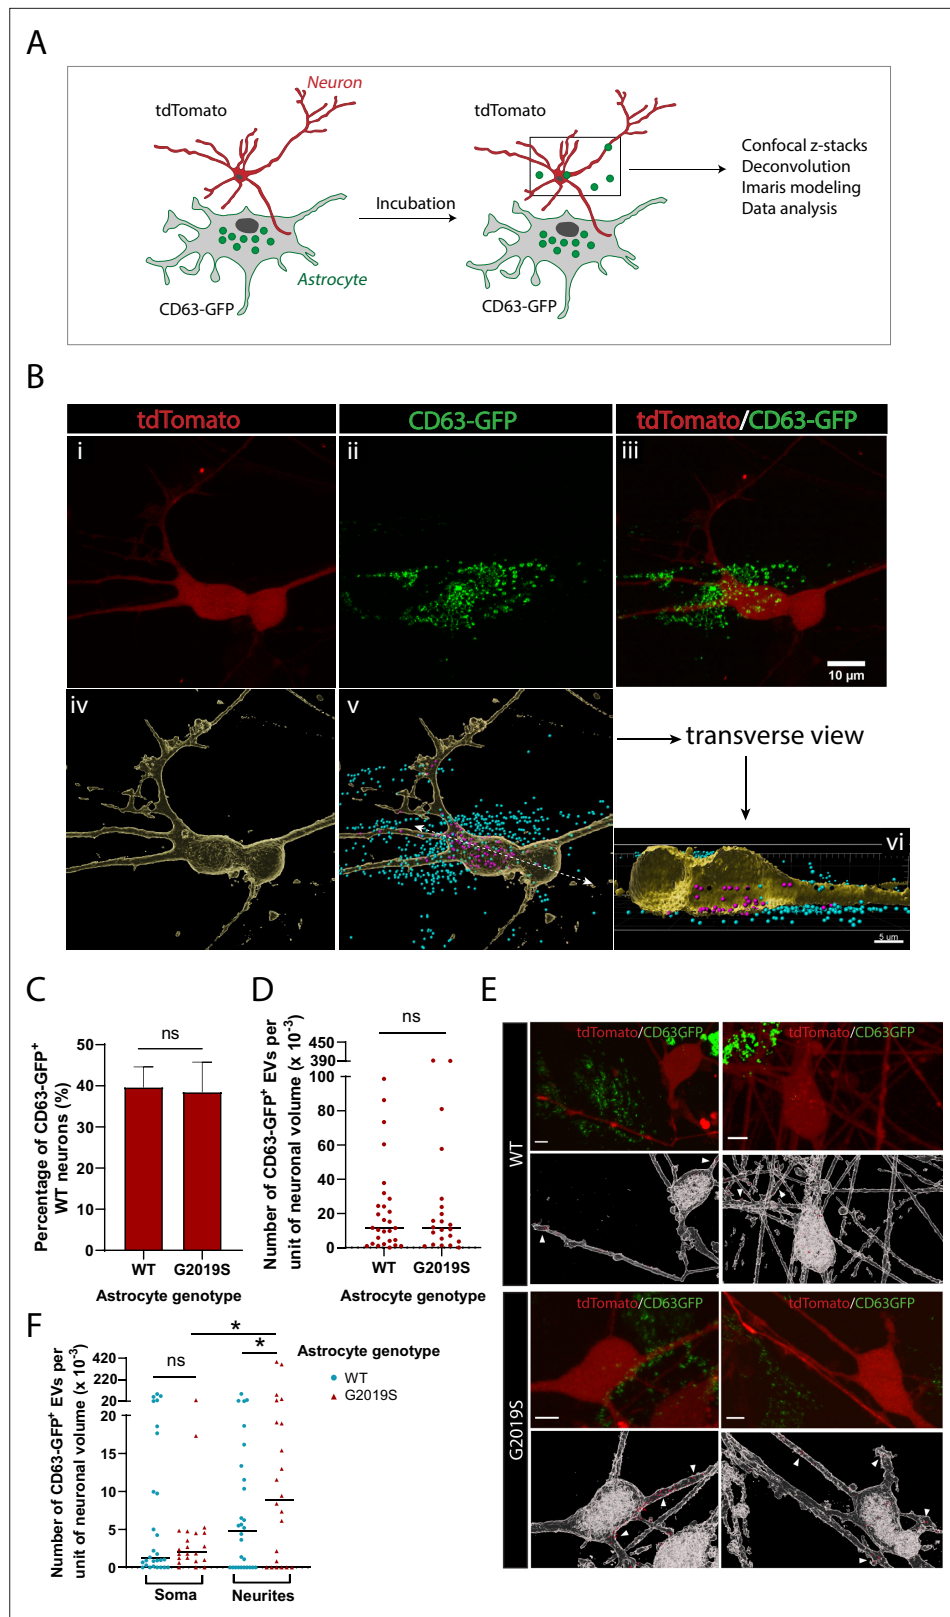 A
Neuron
tdTomato
tdTomato
Confocal z-stacks
Deconvolution
Imaris modeling
Data analysis
Incubation
Astrocyte
CD63-GFP
CD63-GFP
B
tdTomato
CD63-GFP
tdTomato/CD63-GFP
i
ii
iii
10 µm
iv
v
transverse view
vi
5 µm
C
Percentage of CD63-GFP⁺
WT neurons (%)
ns
50
40
30
20
10
0
WT
G2019S
Astrocyte genotype
D
Number of CD63-GFP⁺ EVs per
unit of neuronal volume (x 10⁻³)
ns
450
390
100
80
60
40
20
0
WT
G2019S
Astrocyte genotype
E
WT
tdTomato/CD63GFP
tdTomato/CD63GFP
G2019S
tdTomato/CD63GFP
tdTomato/CD63GFP
F
Number of CD63-GFP⁺ EVs per
unit of neuronal volume (x 10⁻³)
*
ns
*
420
220
20
20
15
10
5
0
Soma
Neurites
Astrocyte genotype
WT
G2019S